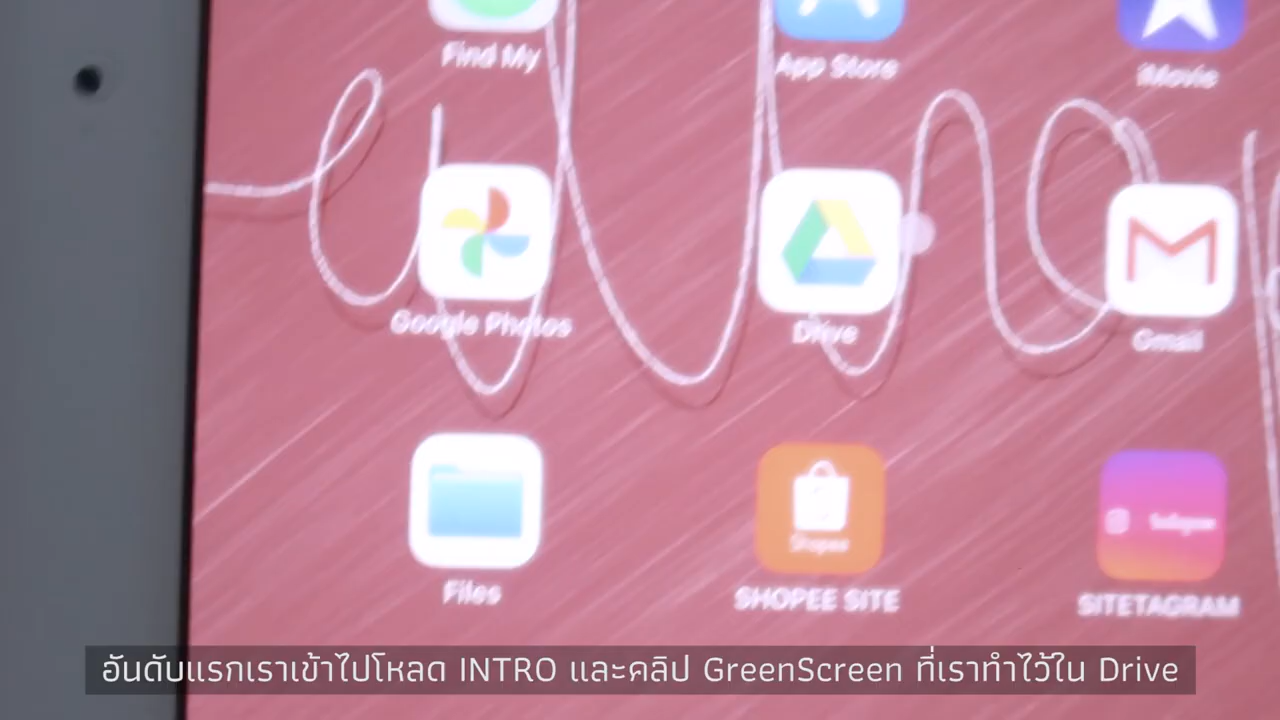 Find My
App Store
iMovie
Google Photos
Drive
Gmail
Shopee
Files
SHOPEE SITE
SITETAGRAM
อันดับแรกเราเข้าไปโหลด INTRO และคลิป GreenScreen ที่เราทำไว้ใน Drive